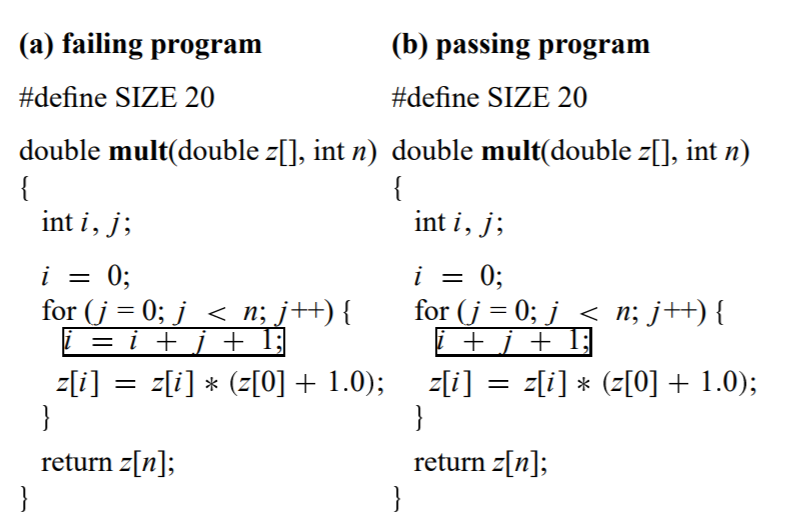 (a) failing program
#define SIZE 20
double mult(double z[], int n)
{
int i, j;
i = 0;
for (j = 0; j < n; j++) {
i = i + j + 1;
z[i] = z[i] * (z[0] + 1.0);
}
return z[n];
}
(b) passing program
#define SIZE 20
double mult(double z[], int n)
{
int i, j;
i = 0;
for (j = 0; j < n; j++) {
i + j + 1;
z[i] = z[i] * (z[0] + 1.0);
}
return z[n];
}